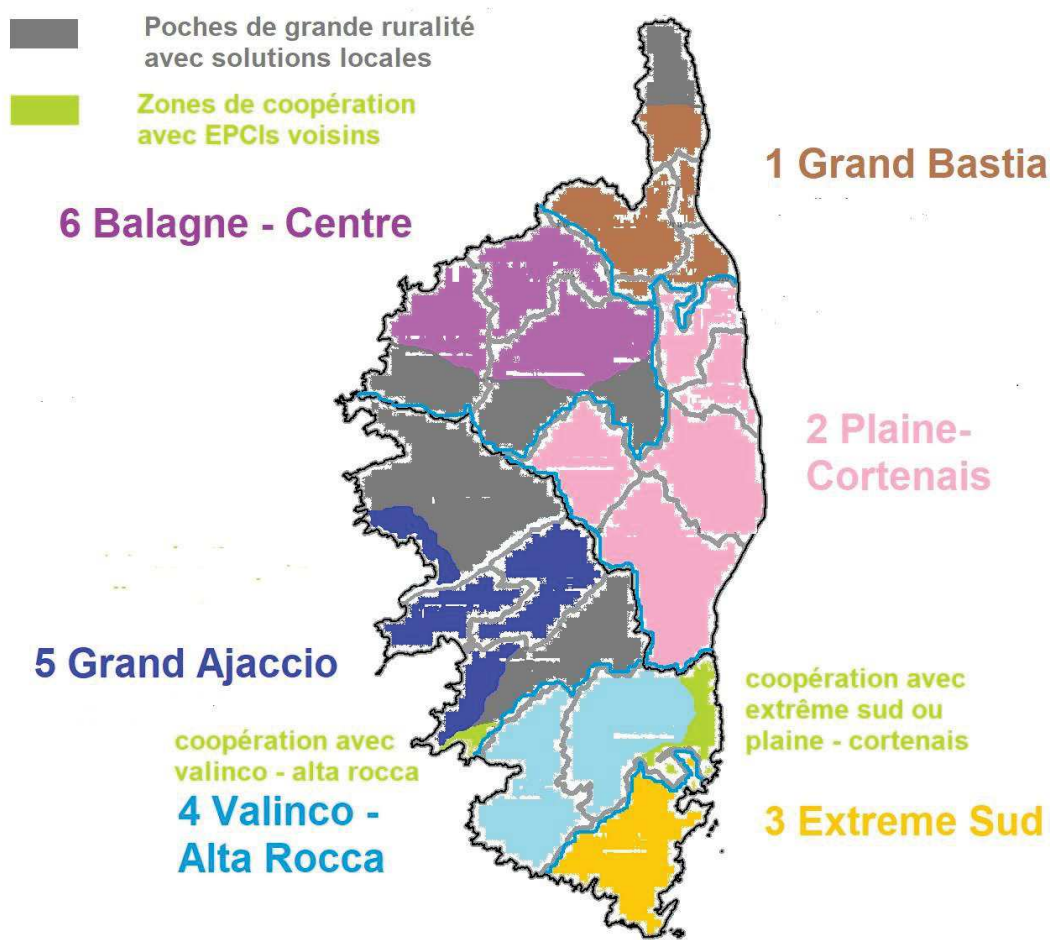 Poches de grande ruralité
avec solutions locales
Zones de coopération
avec EPCIs voisins
1 Grand Bastia
6 Balagne - Centre
2 Plaine-
Cortenais
5 Grand Ajaccio
coopération avec
extrême sud ou
plaine - cortenais
coopération avec
valinco - alta rocca
4 Valinco -
Alta Rocca
3 Extreme Sud